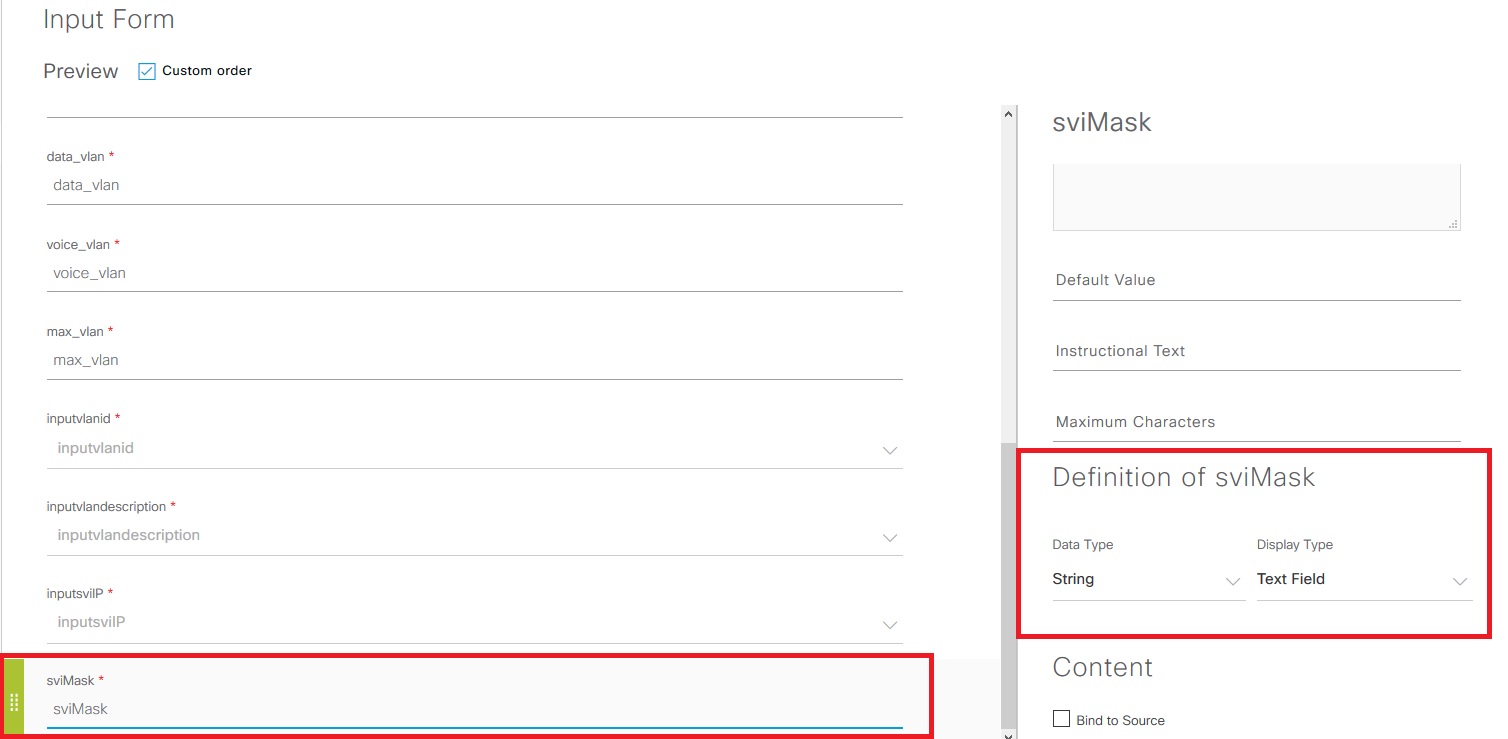 Input Form
Preview Custom order
data_vlan *
data_vlan
voice_vlan *
voice_vlan
max_vlan *
max_vlan
inputvlanid *
inputvlanid
inputvlandescription *
inputvlandescription
inputsviIP *
inputsviIP
sviMask *
sviMask
sviMask
Default Value
Instructional Text
Maximum Characters
Definition of sviMask
Data Type Display Type
String Text Field
Content
Bind to Source